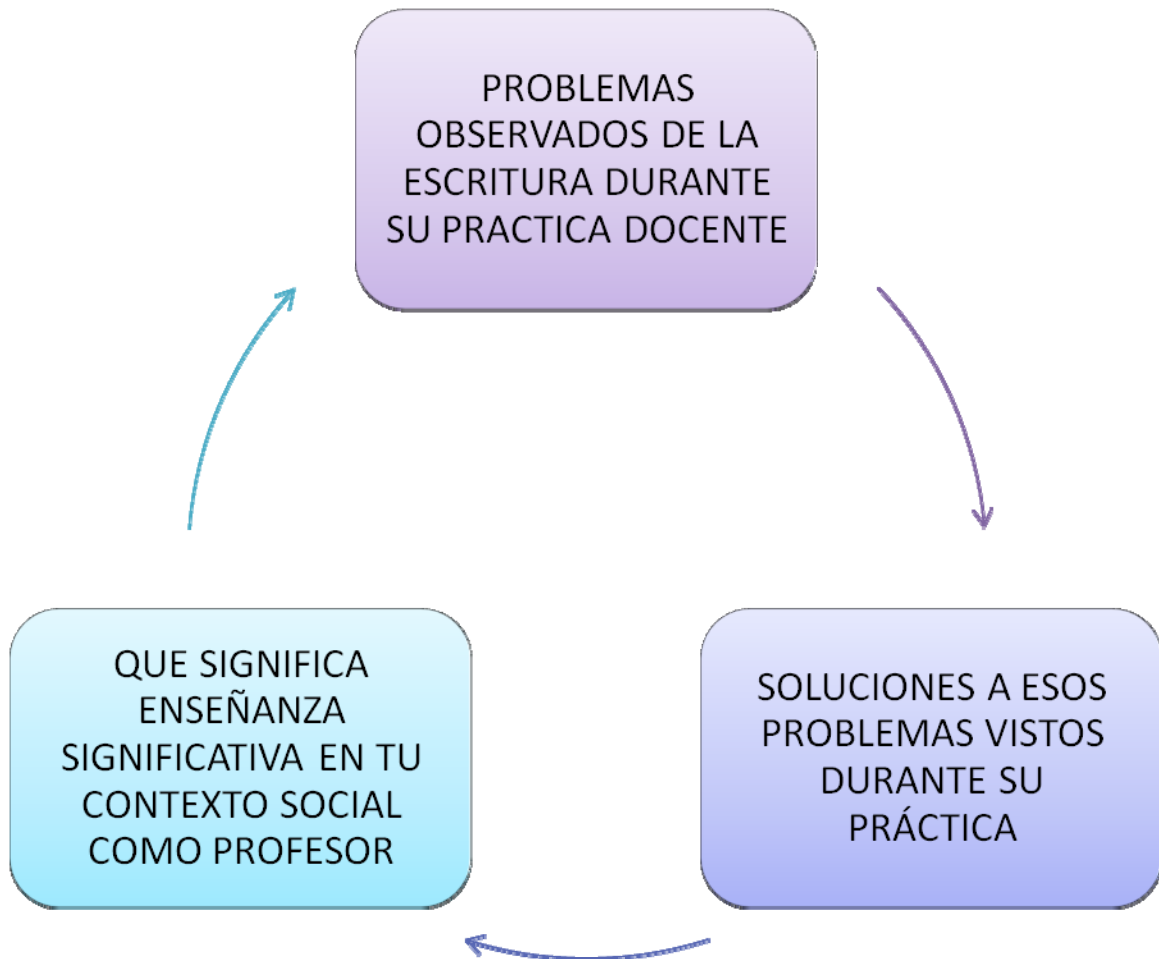 PROBLEMAS
OBSERVADOS DE LA
ESCRITURA DURANTE
SU PRACTICA DOCENTE
SOLUCIONES A ESOS
PROBLEMAS VISTOS
DURANTE SU
PRÁCTICA
QUE SIGNIFICA
ENSEÑANZA
SIGNIFICATIVA EN TU
CONTEXTO SOCIAL
COMO PROFESOR